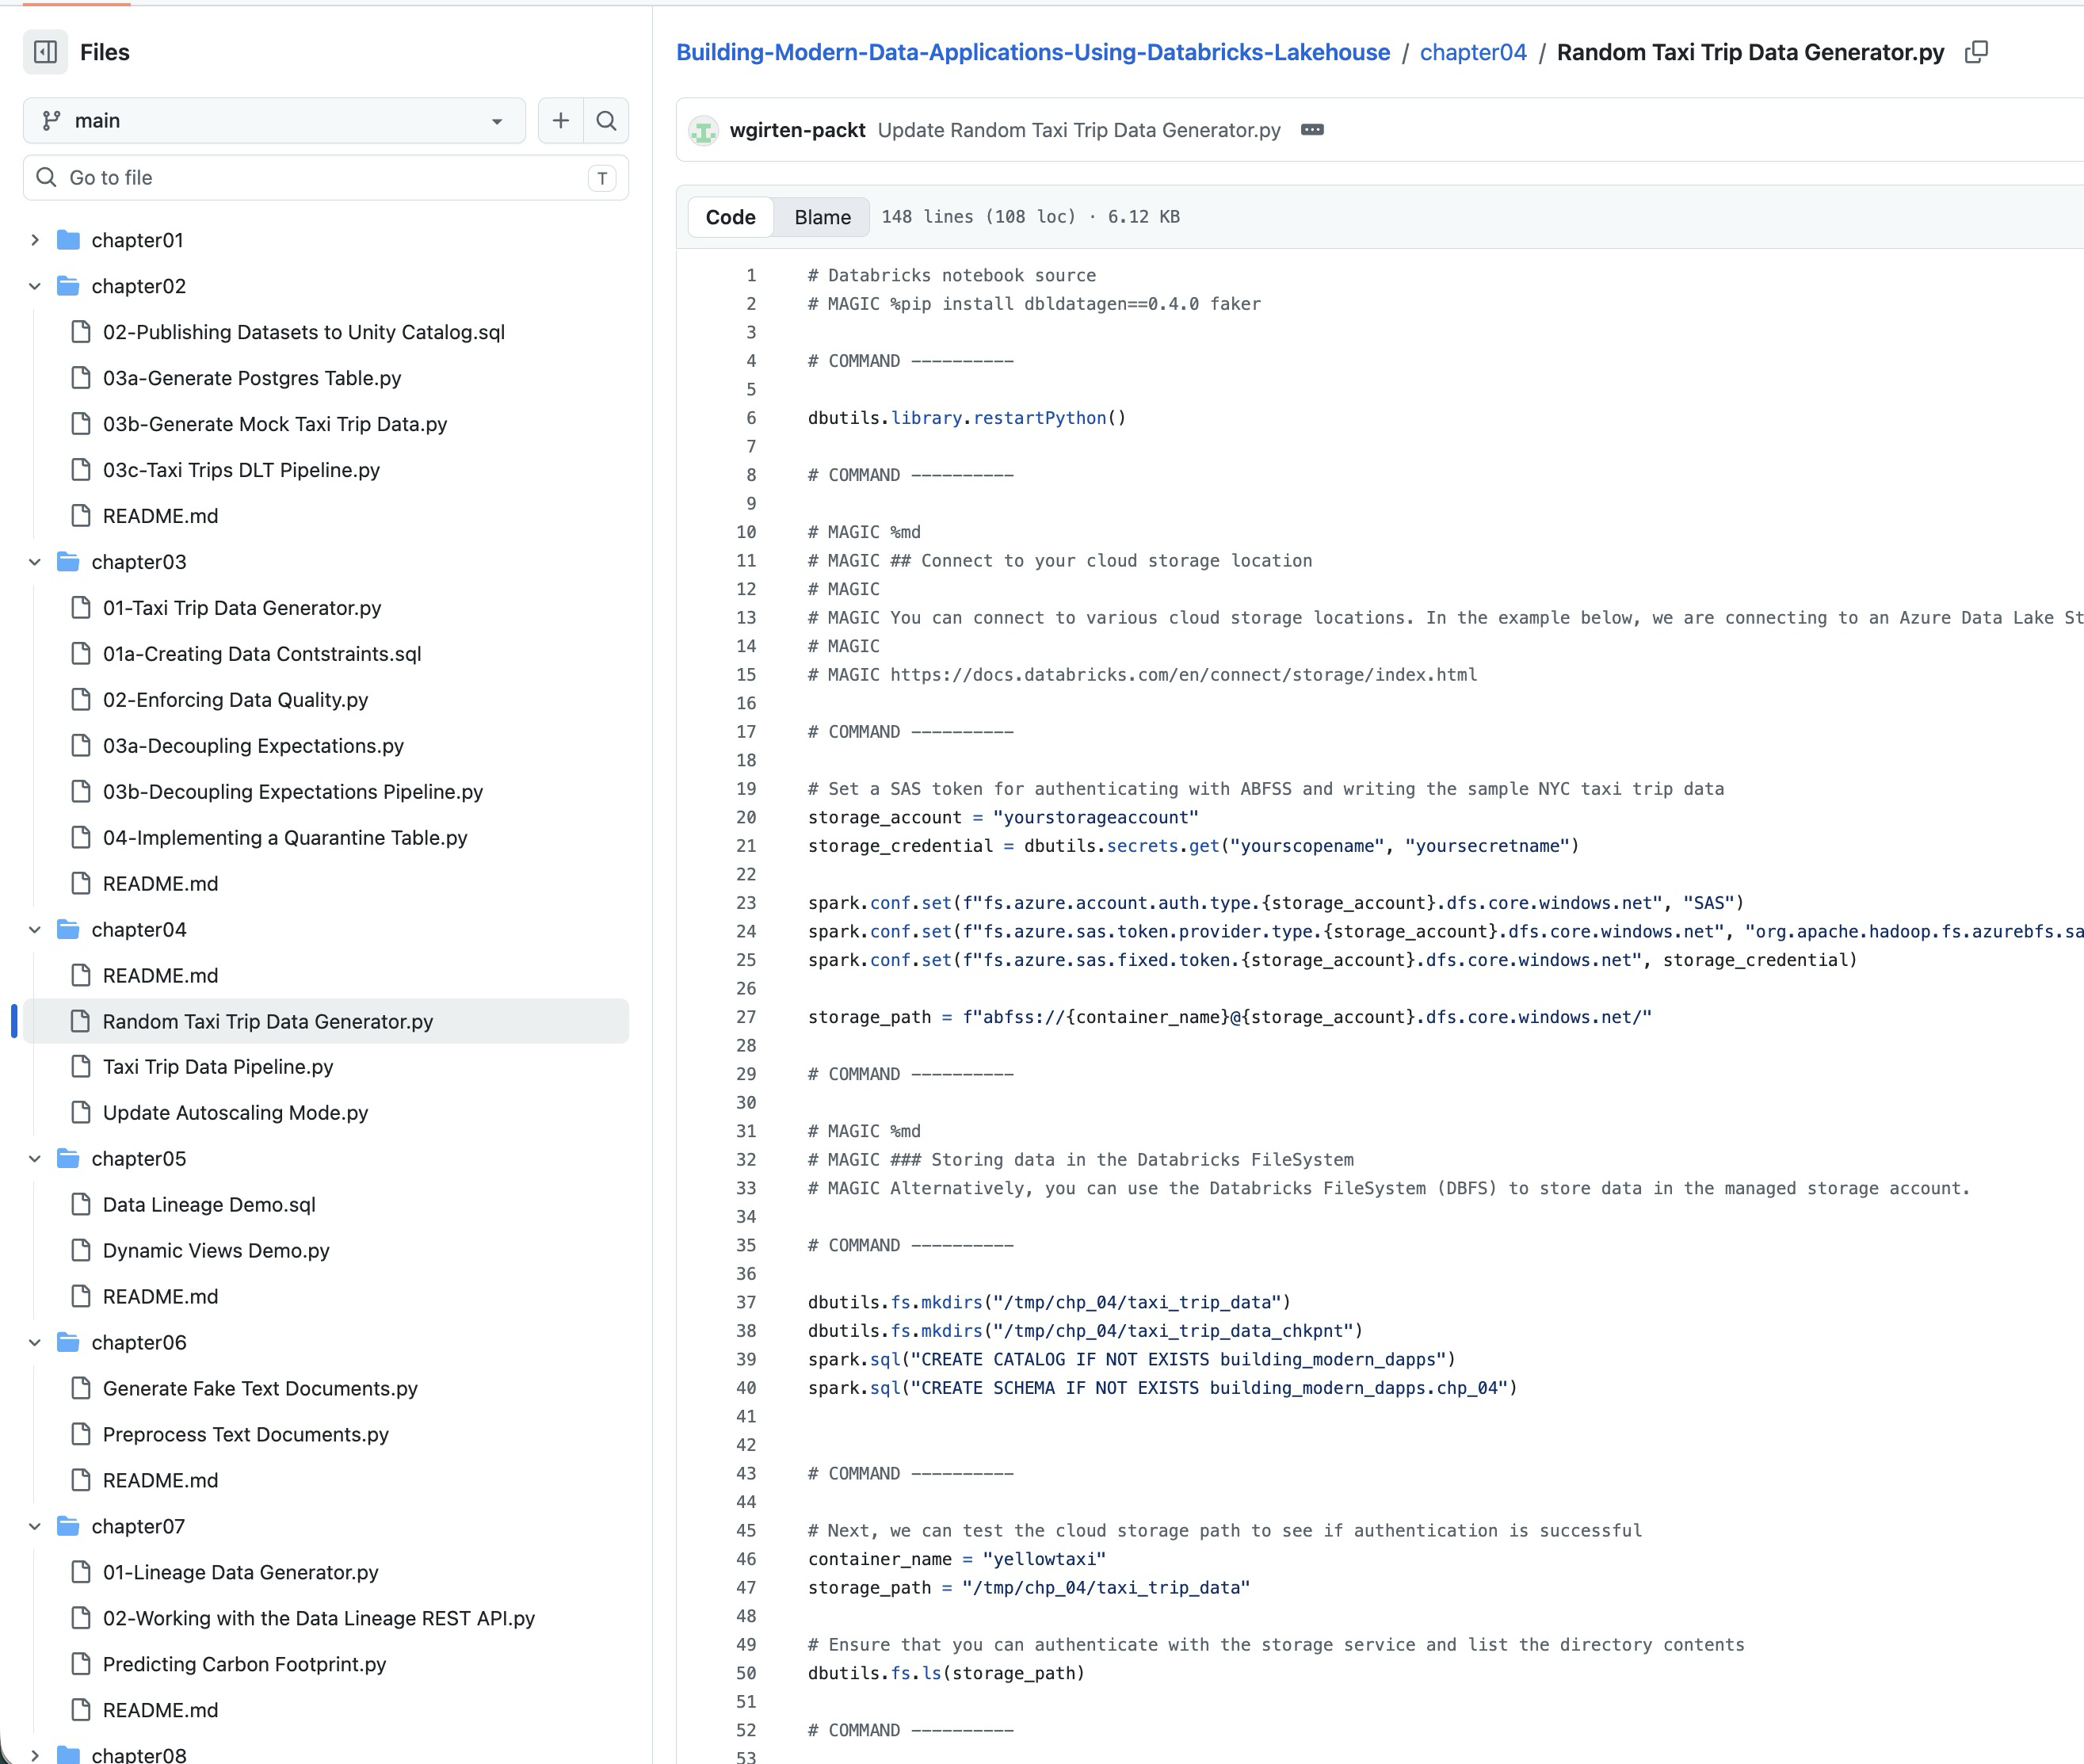 Files
main
Go to file
T
chapter01
chapter02
02-Publishing Datasets to Unity Catalog.sql
03a-Generate Postgres Table.py
03b-Generate Mock Taxi Trip Data.py
03c-Taxi Trips DLT Pipeline.py
README.md
chapter03
01-Taxi Trip Data Generator.py
01a-Creating Data Contstraints.sql
02-Enforcing Data Quality.py
03a-Decoupling Expectations.py
03b-Decoupling Expectations Pipeline.py
04-Implementing a Quarantine Table.py
README.md
chapter04
README.md
Random Taxi Trip Data Generator.py
Taxi Trip Data Pipeline.py
Update Autoscaling Mode.py
chapter05
Data Lineage Demo.sql
Dynamic Views Demo.py
README.md
chapter06
Generate Fake Text Documents.py
Preprocess Text Documents.py
README.md
chapter07
01-Lineage Data Generator.py
02-Working with the Data Lineage REST API.py
Predicting Carbon Footprint.py
README.md
chapter08
Building-Modern-Data-Applications-Using-Databricks-Lakehouse / chapter04 / Random Taxi Trip Data Generator.py
wgirten-packt Update Random Taxi Trip Data Generator.py
Code Blame 148 lines (108 loc) · 6.12 KB
1 # Databricks notebook source
2 # MAGIC %pip install dbldatagen==0.4.0 faker
3
4 # COMMAND ----------
5
6 dbutils.library.restartPython()
7
8 # COMMAND ----------
9
10 # MAGIC %md
11 # MAGIC ## Connect to your cloud storage location
12 # MAGIC
13 # MAGIC You can connect to various cloud storage locations. In the example below, we are connecting to an Azure Data Lake St
14 # MAGIC
15 # MAGIC https://docs.databricks.com/en/connect/storage/index.html
16
17 # COMMAND ----------
18
19 # Set a SAS token for authenticating with ABFSS and writing the sample NYC taxi trip data
20 storage_account = "yourstorageaccount"
21 storage_credential = dbutils.secrets.get("yourscopename", "yoursecretname")
22
23 spark.conf.set(f"fs.azure.account.auth.type.{storage_account}.dfs.core.windows.net", "SAS")
24 spark.conf.set(f"fs.azure.sas.token.provider.type.{storage_account}.dfs.core.windows.net", "org.apache.hadoop.fs.azurebfs.sa
25 spark.conf.set(f"fs.azure.sas.fixed.token.{storage_account}.dfs.core.windows.net", storage_credential)
26
27 storage_path = f"abfss://{container_name}@{storage_account}.dfs.core.windows.net/"
28
29 # COMMAND ----------
30
31 # MAGIC %md
32 # MAGIC ### Storing data in the Databricks FileSystem
33 # MAGIC Alternatively, you can use the Databricks FileSystem (DBFS) to store data in the managed storage account.
34
35 # COMMAND ----------
36
37 dbutils.fs.mkdirs("/tmp/chp_04/taxi_trip_data")
38 dbutils.fs.mkdirs("/tmp/chp_04/taxi_trip_data_chkpnt")
39 spark.sql("CREATE CATALOG IF NOT EXISTS building_modern_dapps")
40 spark.sql("CREATE SCHEMA IF NOT EXISTS building_modern_dapps.chp_04")
41
42
43 # COMMAND ----------
44
45 # Next, we can test the cloud storage path to see if authentication is successful
46 container_name = "yellowtaxi"
47 storage_path = "/tmp/chp_04/taxi_trip_data"
48
49 # Ensure that you can authenticate with the storage service and list the directory contents
50 dbutils.fs.ls(storage_path)
51
52 # COMMAND ----------
53